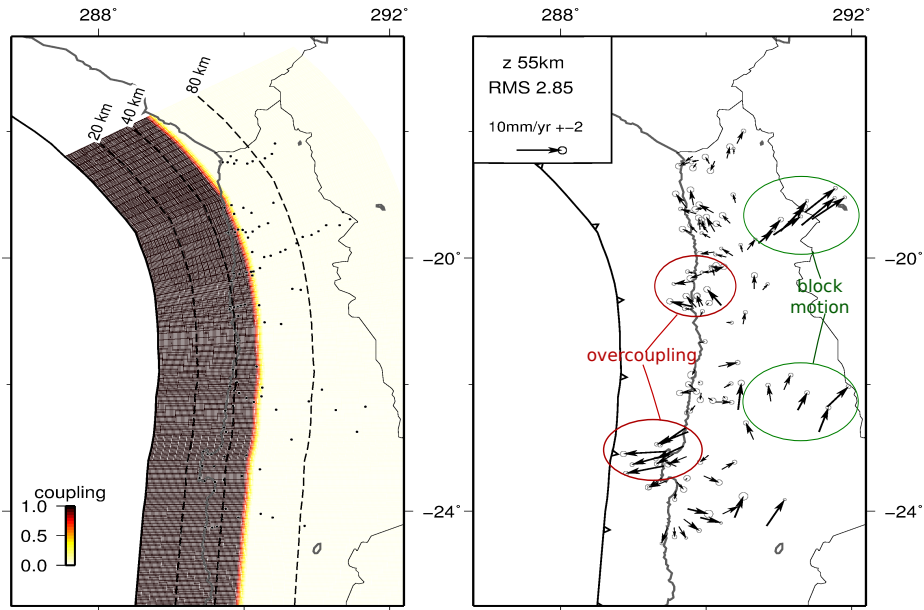 288°
292°
288°
292°
20 km
40 km
80 km
z 55km
RMS 2.85
10mm/yr +−2
−20°
−20°
block
motion
overcoupling
coupling
1.0
0.5
0.0
−24°
−24°